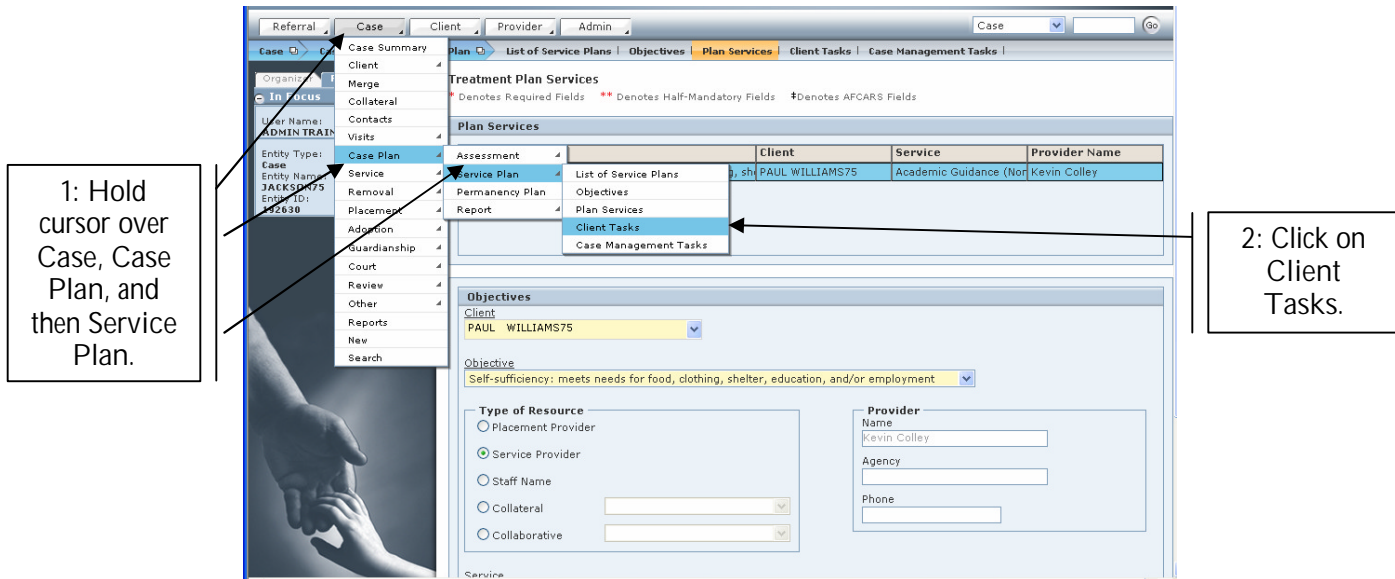 Referral Case Client Provider Admin Case Go
Case Plan List of Service Plans | Objectives | Plan Services | Client Tasks | Case Management Tasks |
Case Summary
Client
Merge
Collateral
Contacts
Visits
Case Plan
Service
Removal
Placement
Adoption
Guardianship
Court
Review
Other
Reports
New
Search
Assessment
Service Plan
Permanency Plan
Report
List of Service Plans
Objectives
Plan Services
Client Tasks
Case Management Tasks
Organizer
In Focus
User Name:
ADMIN TRAIN
Entity Type:
Case
Entity Name:
JACKSON75
Entity ID:
192630
Treatment Plan Services
* Denotes Required Fields ** Denotes Half-Mandatory Fields ‡Denotes AFCARS Fields
Plan Services
Client Service Provider Name
PAUL WILLIAMS75 Academic Guidance (Non Kevin Colley
Objectives
Client
PAUL WILLIAMS75
Objective
Self-sufficiency: meets needs for food, clothing, shelter, education, and/or employment
Type of Resource
Placement Provider
Service Provider
Staff Name
Collateral
Collaborative
Provider
Name
Kevin Colley
Agency
Phone
Service
1: Hold
cursor over
Case, Case
Plan, and
then Service
Plan.
2: Click on
Client
Tasks.